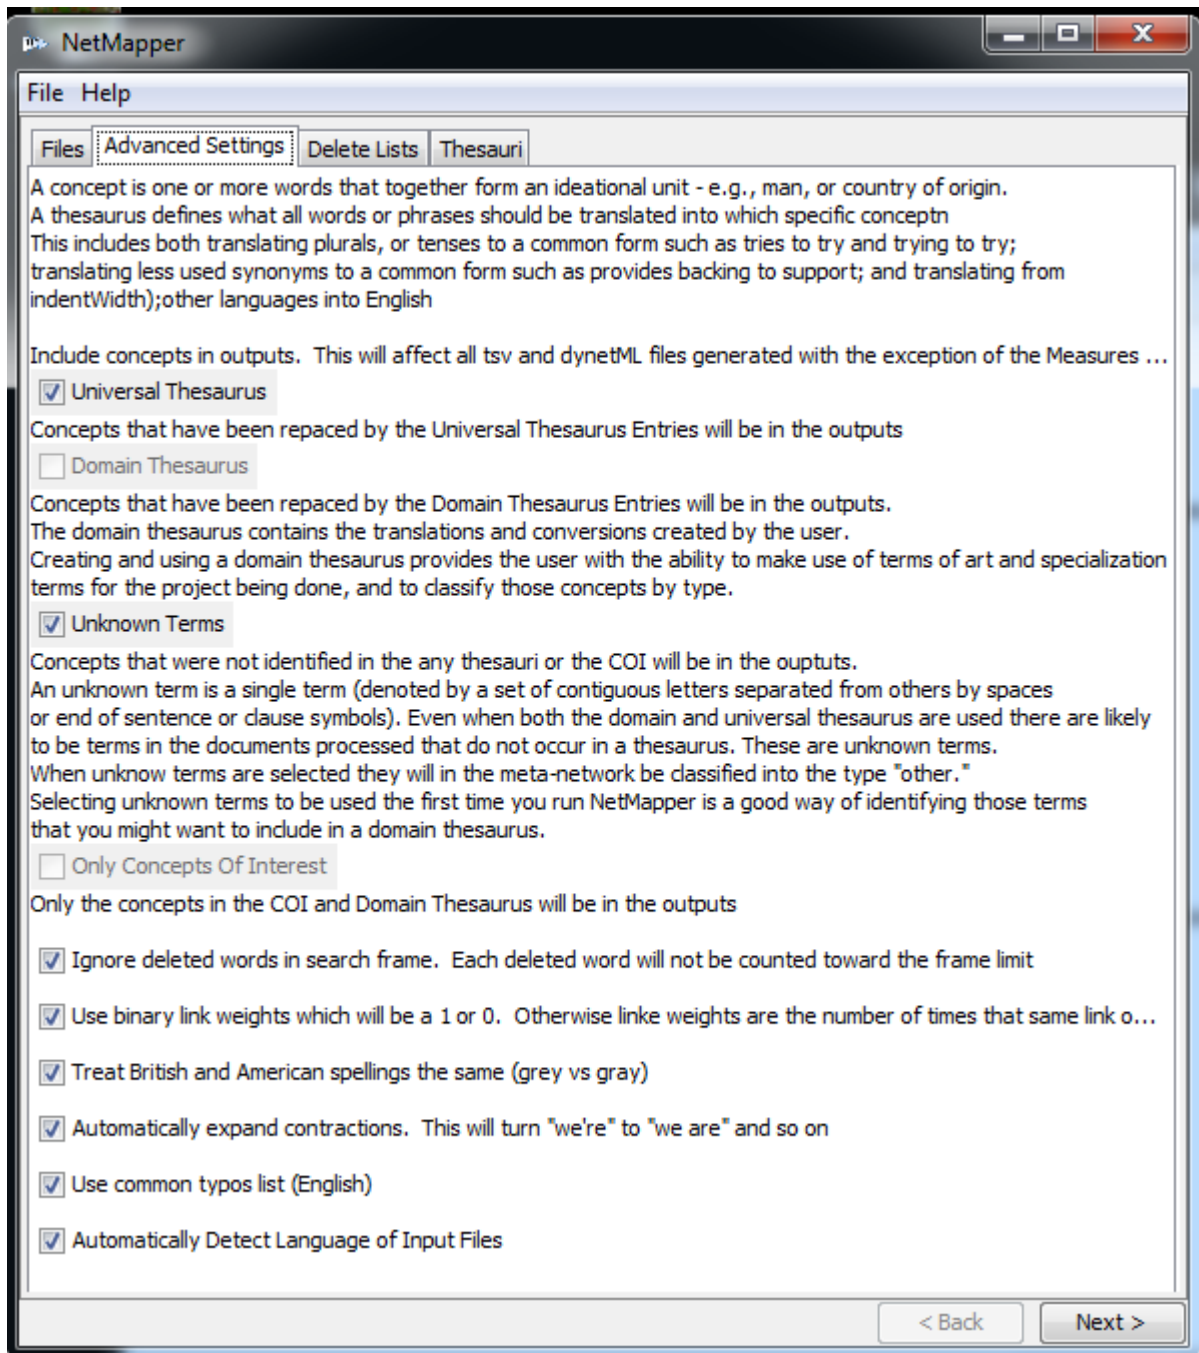 NetMapper
File Help
Files Advanced Settings Delete Lists Thesauri
A concept is one or more words that together form an ideational unit - e.g., man, or country of origin.
A thesaurus defines what all words or phrases should be translated into which specific conceptn
This includes both translating plurals, or tenses to a common form such as tries to try and trying to try;
translating less used synonyms to a common form such as provides backing to support; and translating from
indentWidth);other languages into English
Include concepts in outputs.  This will affect all tsv and dynetML files generated with the exception of the Measures ...
Universal Thesaurus
Concepts that have been repaced by the Universal Thesaurus Entries will be in the outputs
Domain Thesaurus
Concepts that have been repaced by the Domain Thesaurus Entries will be in the outputs.
The domain thesaurus contains the translations and conversions created by the user.
Creating and using a domain thesaurus provides the user with the ability to make use of terms of art and specialization
terms for the project being done, and to classify those concepts by type.
Unknown Terms
Concepts that were not identified in the any thesauri or the COI will be in the ouptuts.
An unknown term is a single term (denoted by a set of contiguous letters separated from others by spaces
or end of sentence or clause symbols). Even when both the domain and universal thesaurus are used there are likely
to be terms in the documents processed that do not occur in a thesaurus. These are unknown terms.
When unknow terms are selected they will in the meta-network be classified into the type "other."
Selecting unknown terms to be used the first time you run NetMapper is a good way of identifying those terms
that you might want to include in a domain thesaurus.
Only Concepts Of Interest
Only the concepts in the COI and Domain Thesaurus will be in the outputs
Ignore deleted words in search frame.  Each deleted word will not be counted toward the frame limit
Use binary link weights which will be a 1 or 0.  Otherwise linke weights are the number of times that same link o...
Treat British and American spellings the same (grey vs gray)
Automatically expand contractions.  This will turn "we're" to "we are" and so on
Use common typos list (English)
Automatically Detect Language of Input Files
< Back Next >